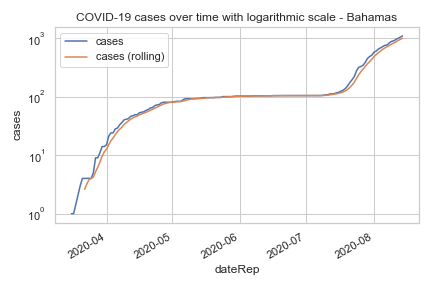 COVID-19 cases over time with logarithmic scale - Bahamas
cases
cases (rolling)
10³
10²
10¹
10⁰
cases
2020-04
2020-05
2020-06
2020-07
2020-08
dateRep